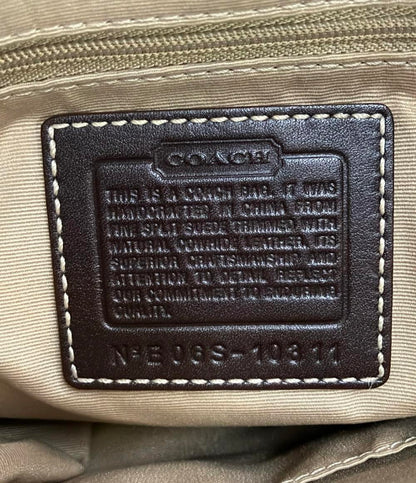 COACH
THIS IS A COACH BAG. IT WAS
HANDCRAFTED IN CHINA FROM
FINE SPLIT SUEDE TRIMMED WITH
NATURAL COWHIDE LEATHER. ITS
SUPERIOR CRAFTSMANSHIP AND
ATTENTION TO DETAIL REFLECT
OUR COMMITMENT TO ENDURING
QUALITY.
Nº E06S-10311